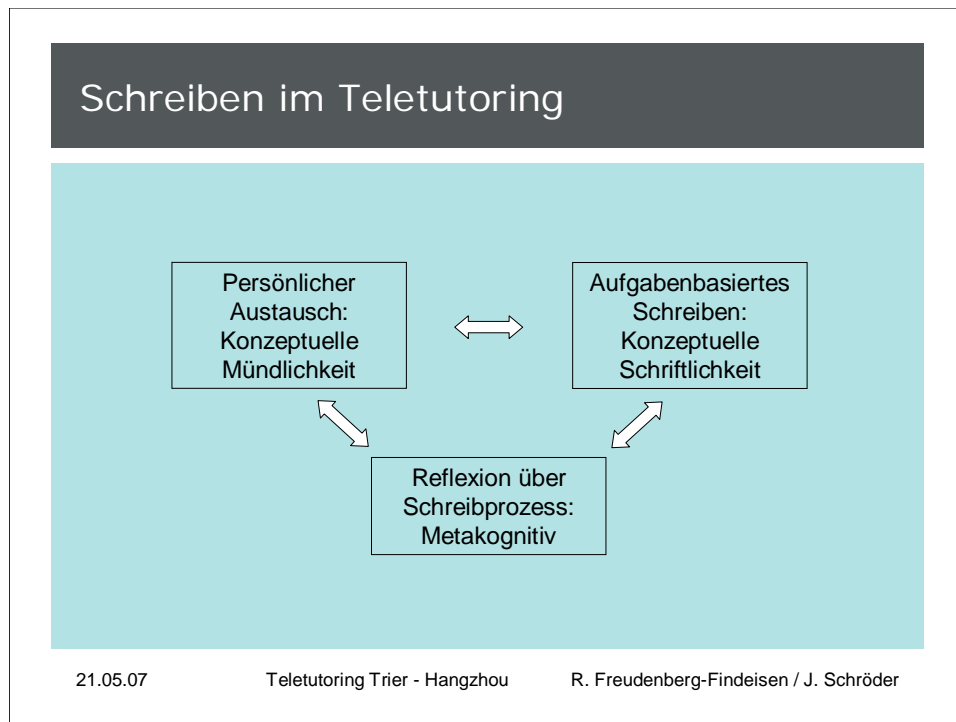 Schreiben im Teletutoring
Persönlicher
Austausch:
Konzeptuelle
Mündlichkeit
Aufgabenbasiertes
Schreiben:
Konzeptuelle
Schriftlichkeit
Reflexion über
Schreibprozess:
Metakognitiv
21.05.07 Teletutoring Trier - Hangzhou R. Freudenberg-Findeisen / J. Schröder